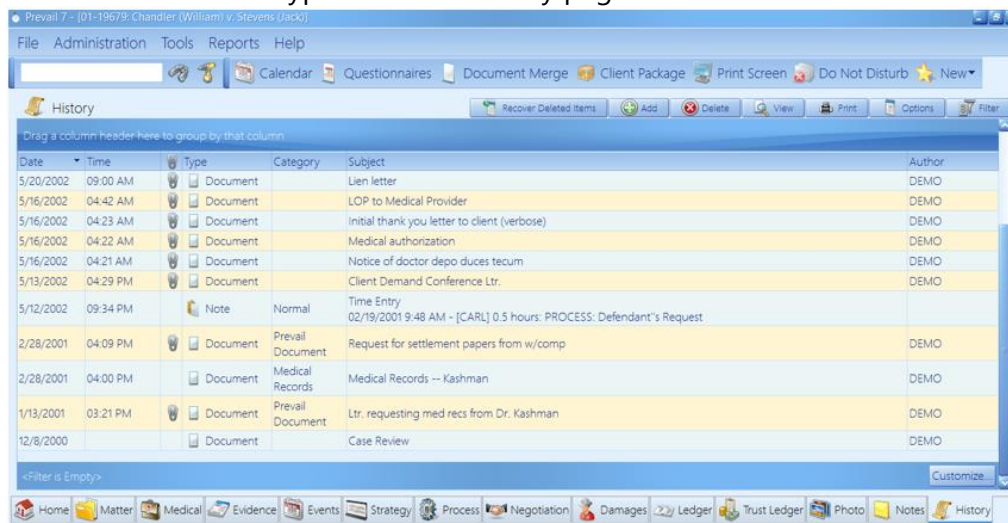 Prevail 7 - [01-19679: Chandler (William) v. Stevens (Jack)]
File Administration Tools Reports Help
Calendar Questionnaires Document Merge Client Package Print Screen Do Not Disturb New
History Recover Deleted Items Add Delete View Print Options Filter
Drag a column header here to group by that column
Date Time Type Category Subject Author
5/20/2002 09:00 AM Document Lien letter DEMO
5/16/2002 04:42 AM Document LOP to Medical Provider DEMO
5/16/2002 04:23 AM Document Initial thank you letter to client (verbose) DEMO
5/16/2002 04:22 AM Document Medical authorization DEMO
5/16/2002 04:21 AM Document Notice of doctor depo duces tecum DEMO
5/13/2002 04:29 PM Document Client Demand Conference Ltr. DEMO
5/12/2002 09:34 PM Note Normal Time Entry
02/19/2001 9:48 AM - [CARL] 0.5 hours: PROCESS: Defendant"s Request
2/28/2001 04:09 PM Document Prevail Document Request for settlement papers from w/comp DEMO
2/28/2001 04:00 PM Document Medical Records Medical Records -- Kashman DEMO
1/13/2001 03:21 PM Document Prevail Document Ltr. requesting med recs from Dr. Kashman DEMO
12/8/2000 Document Case Review DEMO
<Filter is Empty> Customize...
Home Matter Medical Evidence Events Strategy Process Negotiation Damages Ledger Trust Ledger Photo Notes History